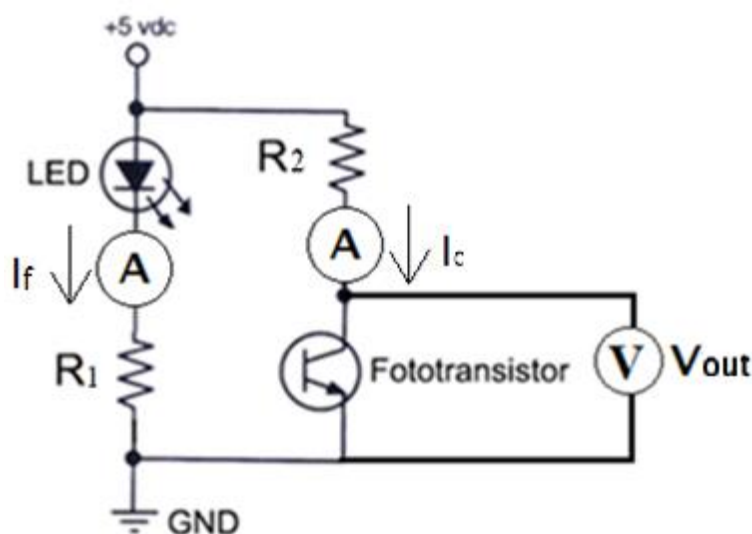 +5 vdc
LED
R2
A
Ic
If
A
R1
Fototransistor
V
Vout
GND